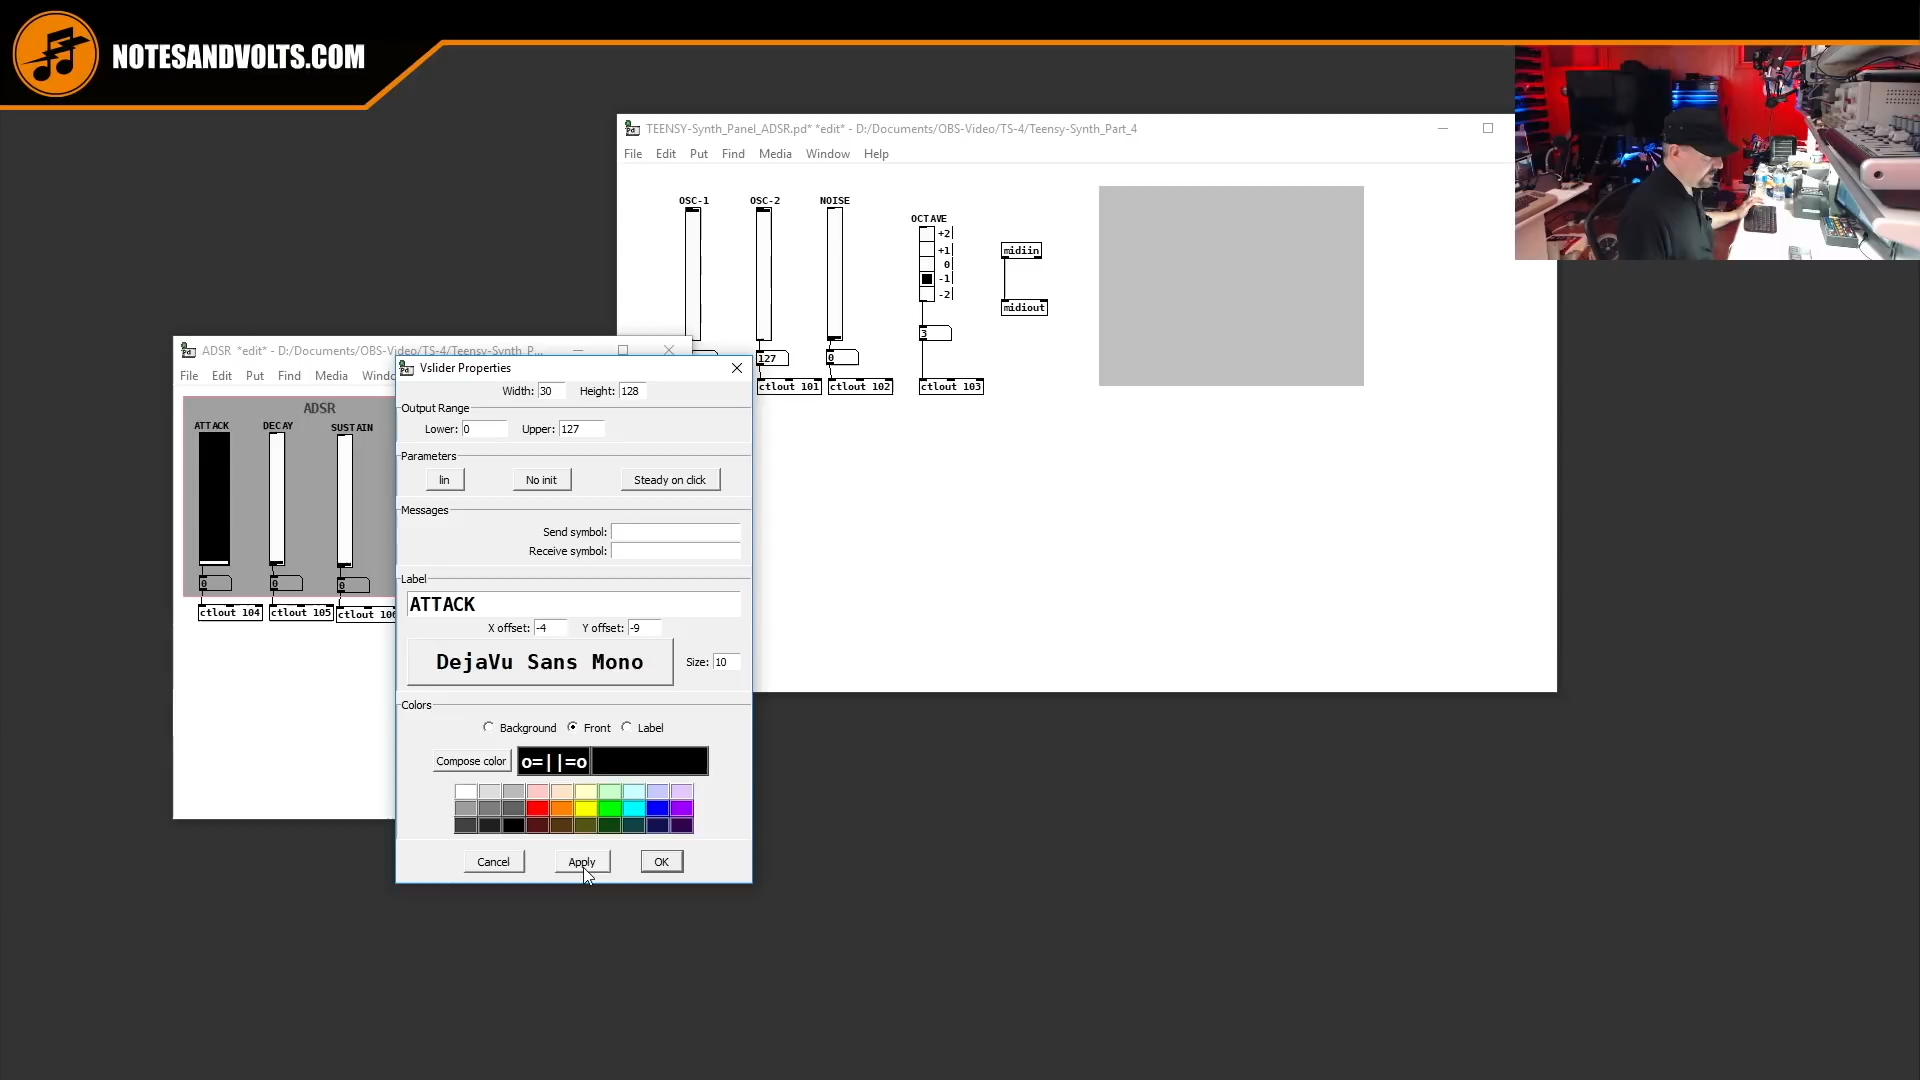 NOTESANDVOLTS.COM
TEENSY-Synth_Panel_ADSR.pd* *edit* - D:/Documents/OBS-Video/TS-4/Teensy-Synth_Part_4
File Edit Put Find Media Window Help
OSC-1 OSC-2 NOISE
OCTAVE
+2
+1
0
-1
-2
midiin
midiout
3
127 0
ctlout 101 ctlout 102 ctlout 103
ADSR *edit* - D:/Documents/OBS-Video/TS-4/Teensy-Synth_P...
File Edit Put Find Media Windo
ADSR
ATTACK DECAY SUSTAIN
0 0 0
ctlout 104 ctlout 105 ctlout 106
Vslider Properties
Width: 30 Height: 128
Output Range
Lower: 0 Upper: 127
Parameters
lin No init Steady on click
Messages
Send symbol:
Receive symbol:
Label
ATTACK
X offset: -4 Y offset: -9
DejaVu Sans Mono Size: 10
Colors
Background Front Label
Compose color o=||=o
Cancel Apply OK